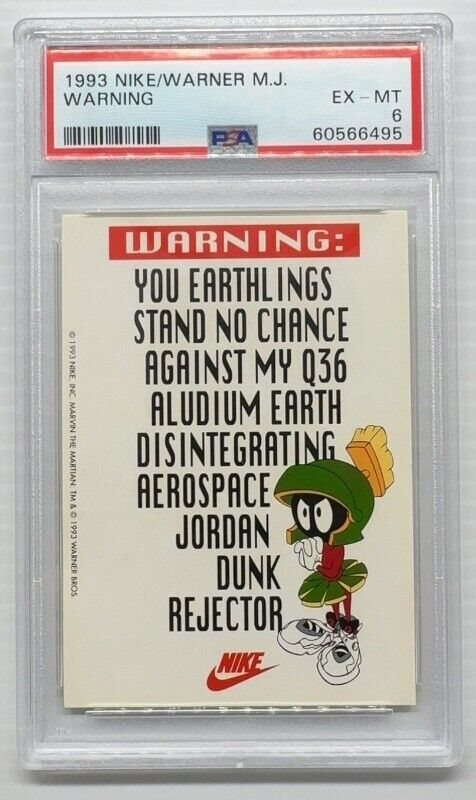 1993 NIKE/WARNER M.J.
WARNING
EX - MT
6
60566495
PSA
WARNING:
YOU EARTHLINGS
STAND NO CHANCE
AGAINST MY Q36
ALUDIUM EARTH
DISINTEGRATING
AEROSPACE
JORDAN
DUNK
REJECTOR
NIKE
© 1993 NIKE, INC. MARVIN THE MARTIAN: TM & © 1993 WARNER BROS.